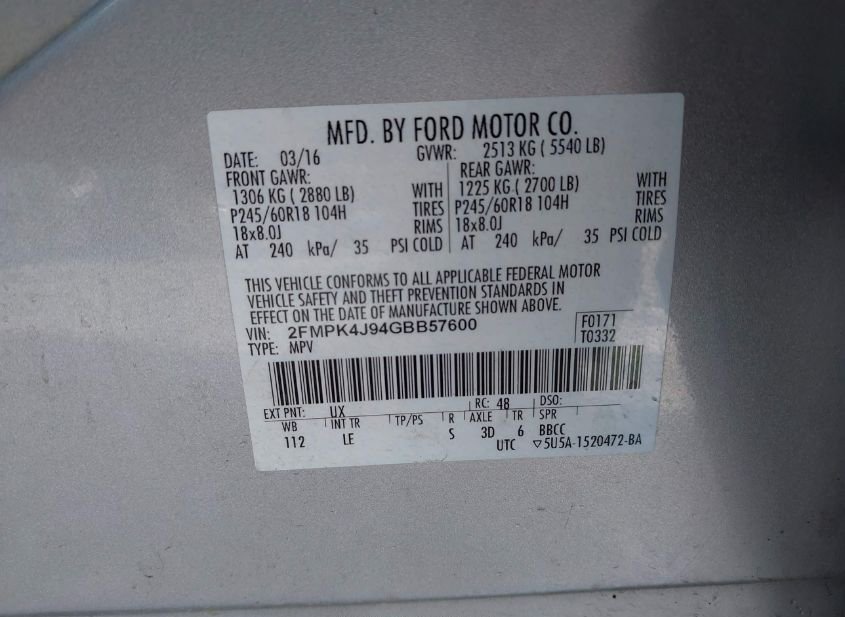 MFD. BY FORD MOTOR CO.
DATE: 03/16 GVWR: 2513 KG ( 5540 LB)
FRONT GAWR: REAR GAWR:
1306 KG ( 2880 LB) WITH 1225 KG ( 2700 LB) WITH
P245/60R18 104H TIRES P245/60R18 104H TIRES
18x8.0J RIMS 18x8.0J RIMS
AT 240 kPa/ 35 PSI COLD AT 240 kPa/ 35 PSI COLD
THIS VEHICLE CONFORMS TO ALL APPLICABLE FEDERAL MOTOR
VEHICLE SAFETY AND THEFT PREVENTION STANDARDS IN
EFFECT ON THE DATE OF MANUFACTURE SHOWN ABOVE.
VIN: 2FMPK4J94GBB57600 F0171
TYPE: MPV T0332
EXT PNT: UX RC: 48 DSO:
WB INT TR TP/PS R AXLE TR SPR
112 LE S 3D 6 BBCC
UTC ▽5U5A-1520472-BA